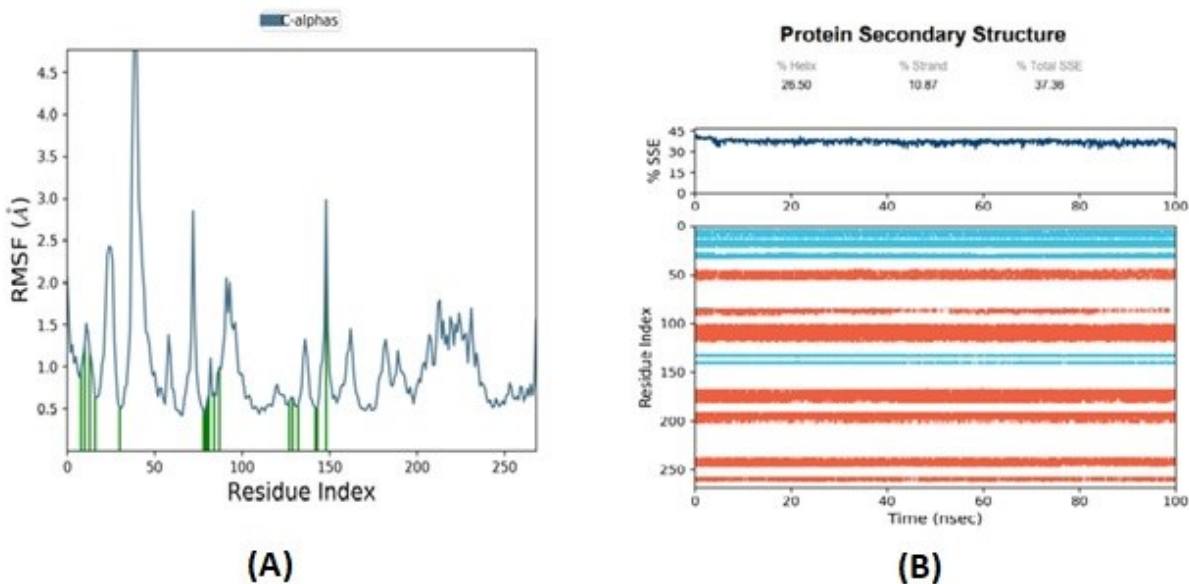 C-alphas
4.5
4.0
3.5
3.0
2.5
2.0
1.5
1.0
0.5
RMSF (Å)
0 50 100 150 200 250
Residue Index
(A)
Protein Secondary Structure
% Helix % Strand % Total SSE
26.50 10.87 37.36
% SSE
45
30
15
0
0 20 40 60 80 100
Residue Index
0
50
100
150
200
250
0 20 40 60 80 100
Time (nsec)
(B)